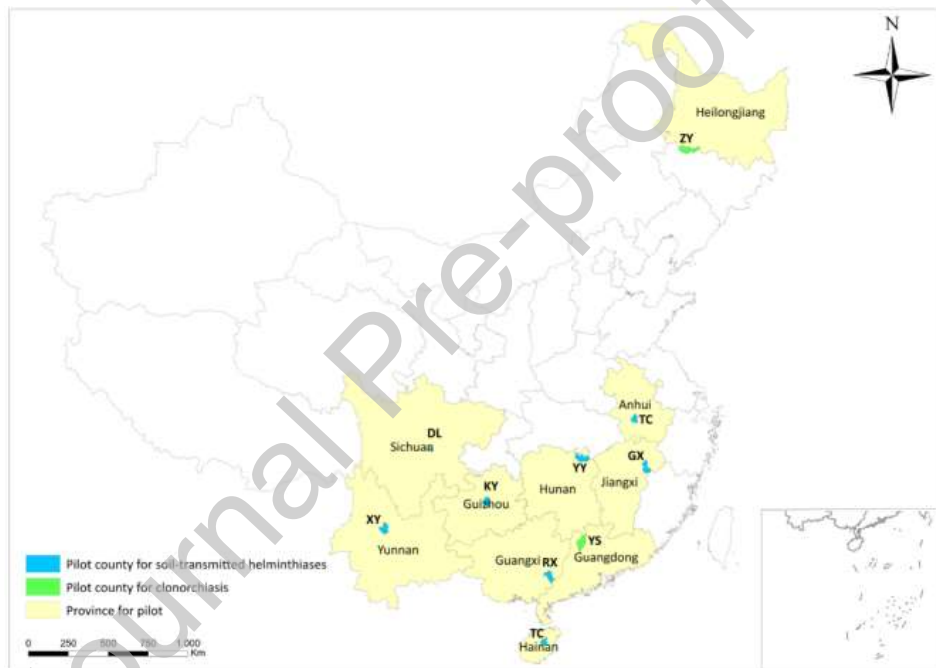 N
Heilongjiang
ZY
Anhui
TC
DL
Sichuan
GX
YY
Jiangxi
KY
Hunan
Guizhou
XY
YS
Yunnan
Guangxi
RX
Guangdong
TC
Hainan
Pilot county for soil-transmitted helminthiases
Pilot county for clonorchiasis
Province for pilot
0 250 500 750 1,000
Km
Journal Pre-proof